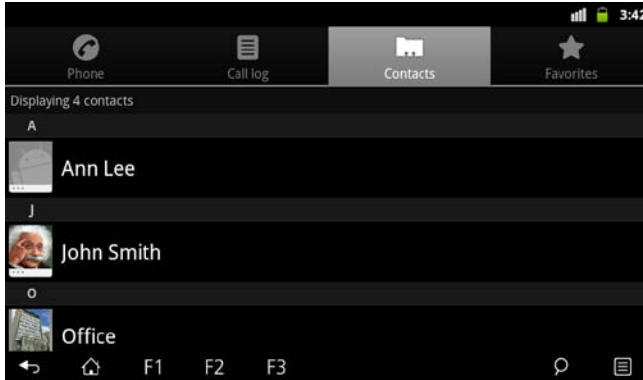 3:42
Phone Call log Contacts Favorites
Displaying 4 contacts
A
Ann Lee
J
John Smith
O
Office
F1 F2 F3